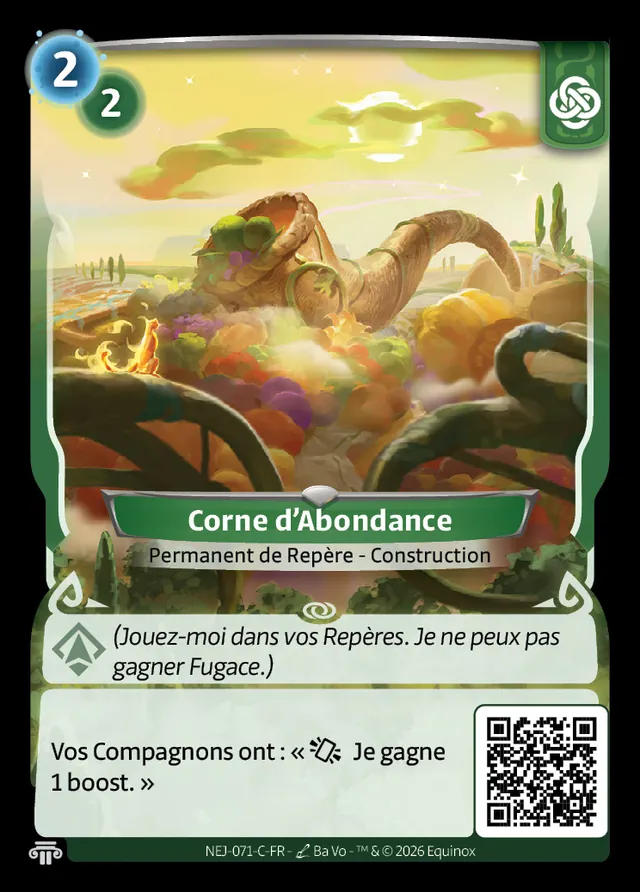 2
2
Corne d'Abondance
Permanent de Repère - Construction
(Jouez-moi dans vos Repères. Je ne peux pas
gagner Fugace.)
Vos Compagnons ont : « Je gagne
1 boost. »
NEJ-071-C-FR - Ba Vo - ™ & © 2026 Equinox